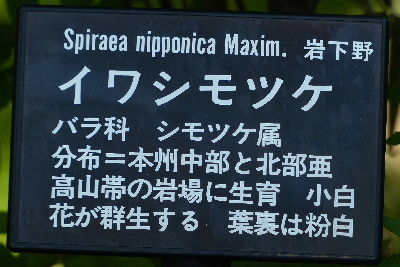 Spiraea nipponica Maxim. 岩下野
イワシモツケ
バラ科 シモツケ属
分布=本州中部と北部亜
高山帯の岩場に生育 小白
花が群生する 葉裏は粉白